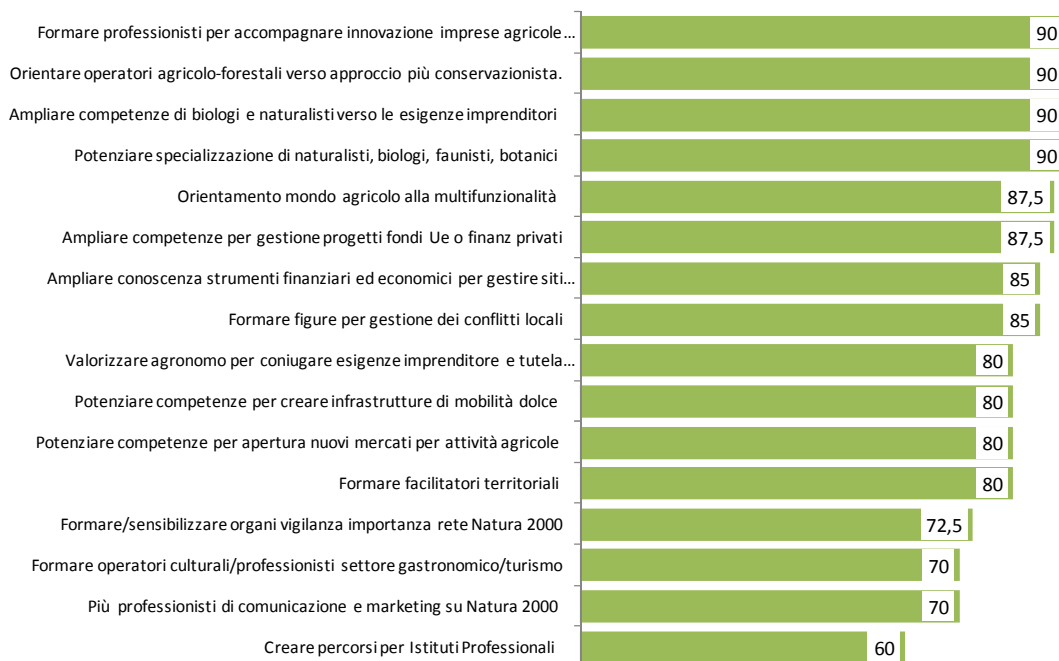 Formare professionisti per accompagnare innovazione imprese agricole… 90
Orientare operatori agricolo-forestali verso approccio più conservazionista. 90
Ampliare competenze di biologi e naturalisti verso le esigenze imprenditori 90
Potenziare specializzazione di naturalisti, biologi, faunisti, botanici 90
Orientamento mondo agricolo alla multifunzionalità 87,5
Ampliare competenze per gestione progetti fondi Ue o finanz privati 87,5
Ampliare conoscenza strumenti finanziari ed economici per gestire siti… 85
Formare figure per gestione dei conflitti locali 85
Valorizzare agronomo per coniugare esigenze imprenditore e tutela… 80
Potenziare competenze per creare infrastrutture di mobilità dolce 80
Potenziare competenze per apertura nuovi mercati per attività agricole 80
Formare facilitatori territoriali 80
Formare/sensibilizzare organi vigilanza importanza rete Natura 2000 72,5
Formare operatori culturali/professionisti settore gastronomico/turismo 70
Più professionisti di comunicazione e marketing su Natura 2000 70
Creare percorsi per Istituti Professionali 60